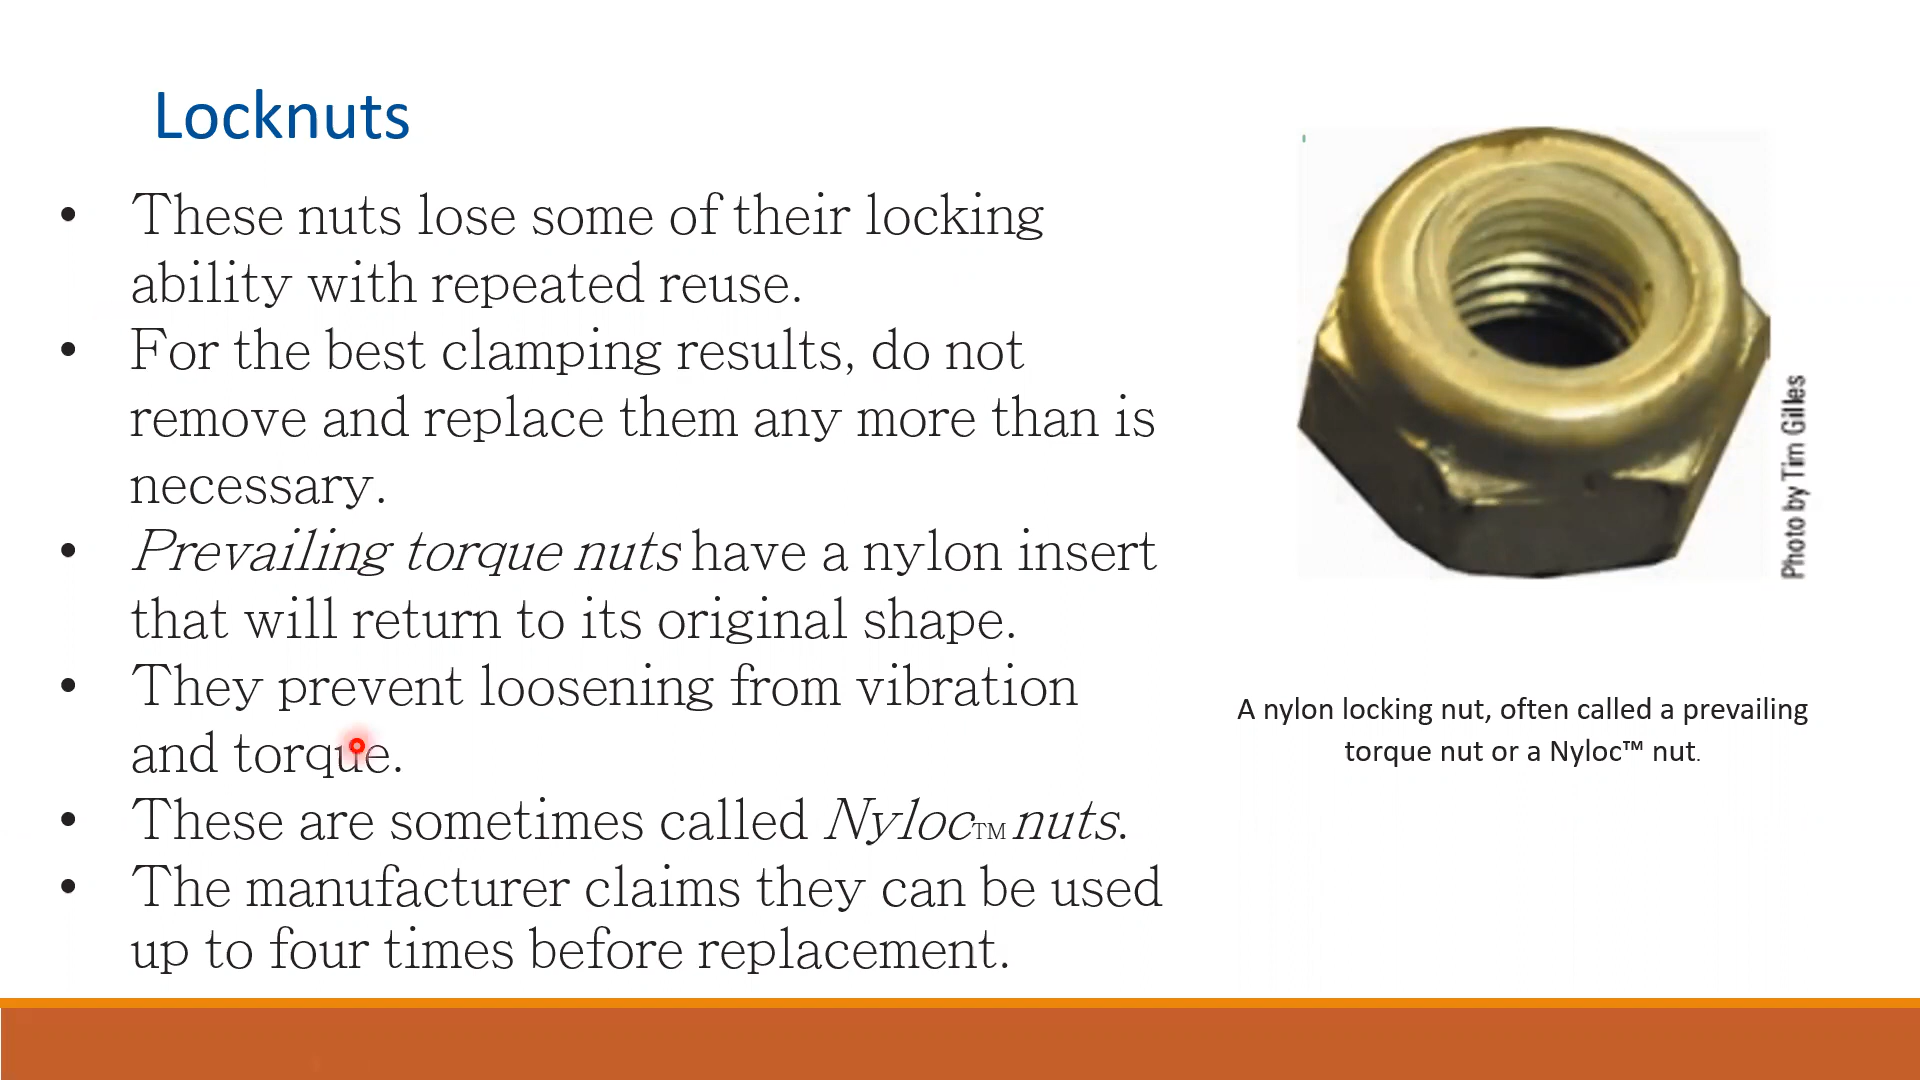 Locknuts
• These nuts lose some of their locking
ability with repeated reuse.
• For the best clamping results, do not
remove and replace them any more than is
necessary.
• Prevailing torque nuts have a nylon insert
that will return to its original shape.
• They prevent loosening from vibration
and torque.
• These are sometimes called Nyloc™ nuts.
• The manufacturer claims they can be used
up to four times before replacement.
Photo by Tim Gilles
A nylon locking nut, often called a prevailing
torque nut or a Nyloc™ nut.